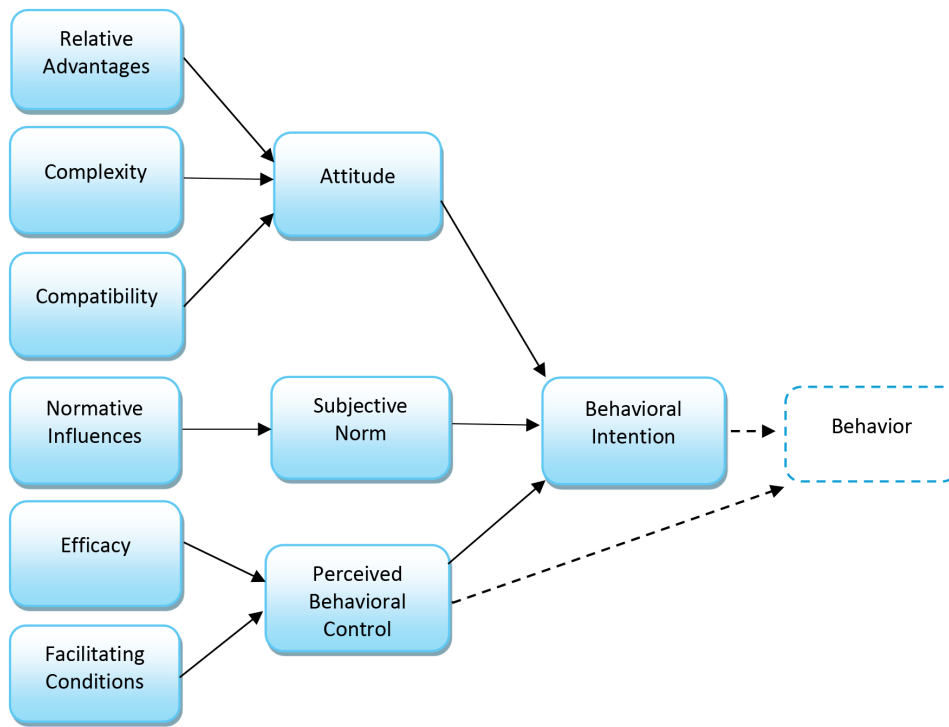 Relative
Advantages
Complexity
Attitude
Compatibility
Normative
Influences
Subjective
Norm
Behavioral
Intention
Behavior
Efficacy
Perceived
Behavioral
Control
Facilitating
Conditions